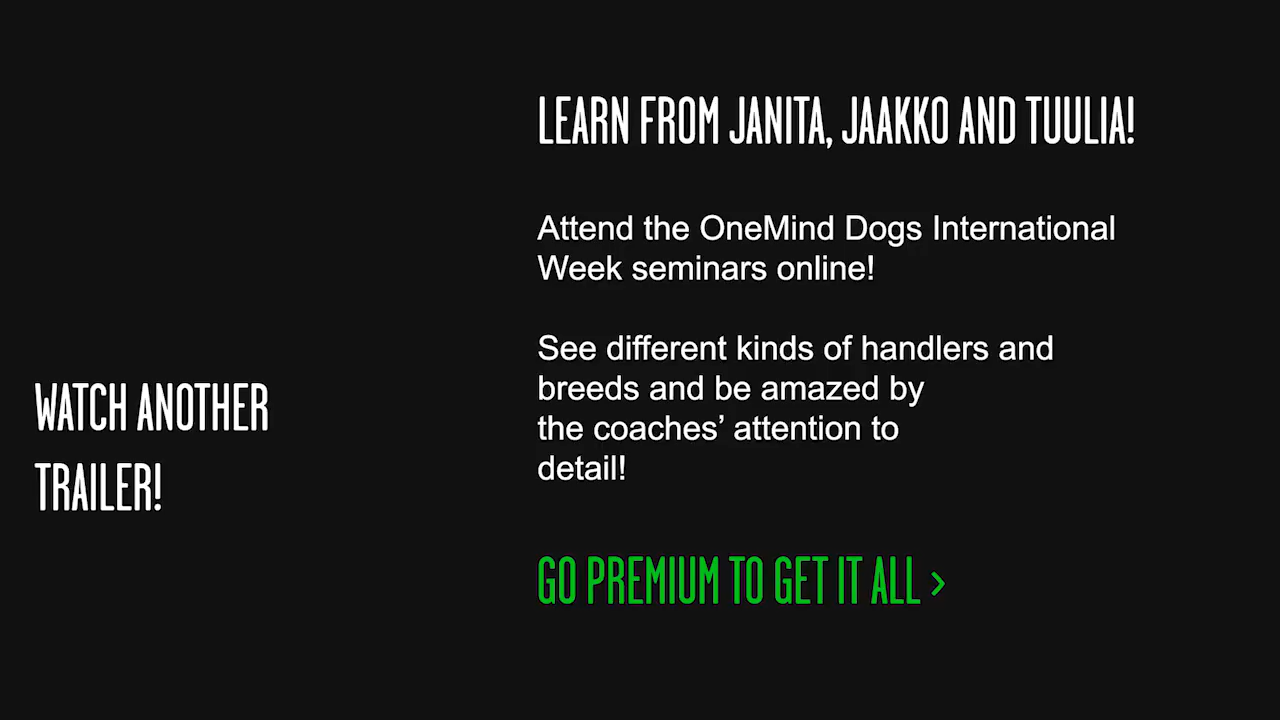 LEARN FROM JANITA, JAAKKO AND TUULIA!
Attend the OneMind Dogs International
Week seminars online!
See different kinds of handlers and
breeds and be amazed by
the coaches’ attention to
detail!
WATCH ANOTHER
TRAILER!
GO PREMIUM TO GET IT ALL >